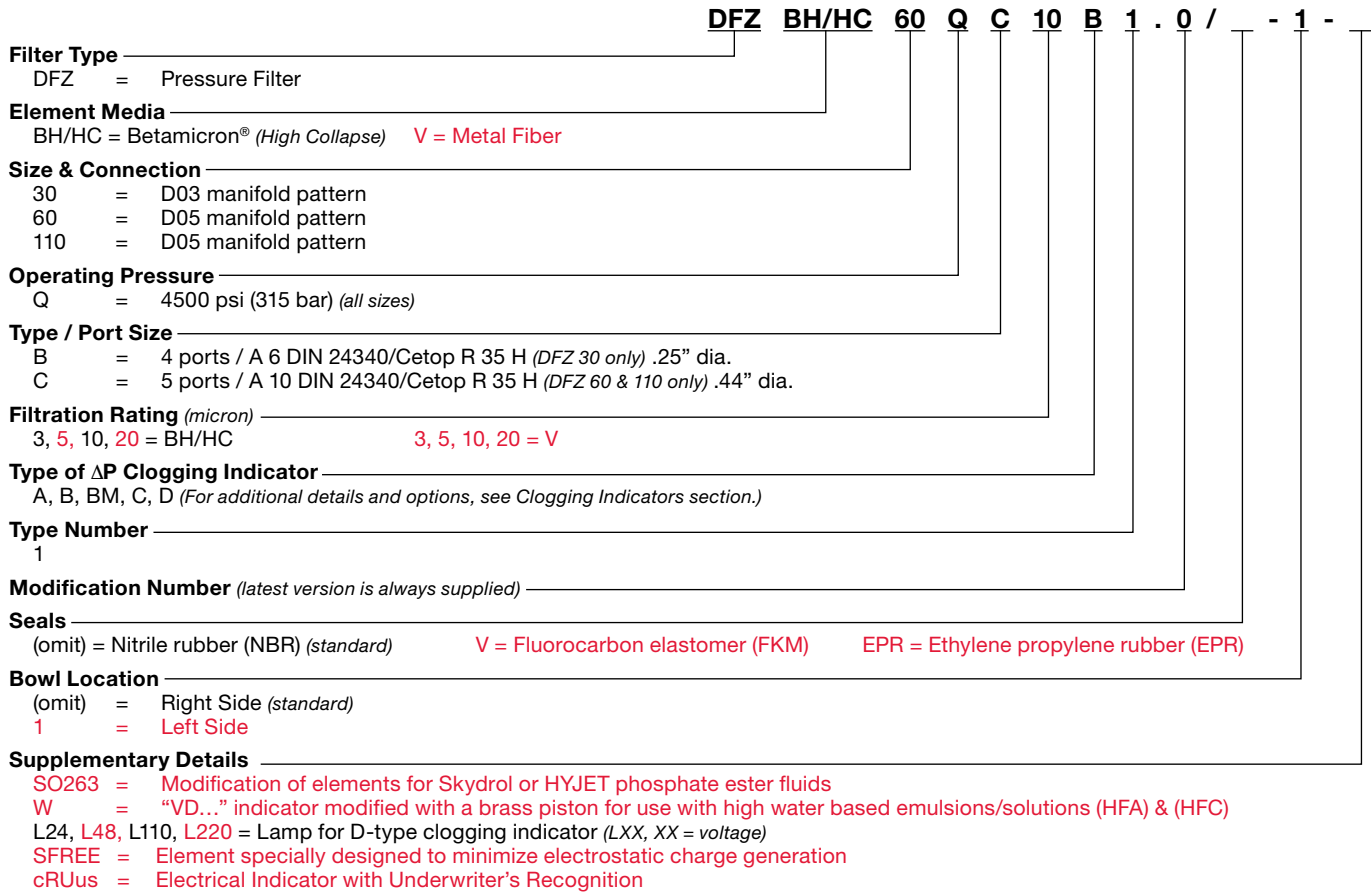 DFZ BH/HC 60 Q C 10 B 1 . 0 / _ - 1 - _
Filter Type
DFZ = Pressure Filter
Element Media
BH/HC = Betamicron® (High Collapse) V = Metal Fiber
Size & Connection
30 = D03 manifold pattern
60 = D05 manifold pattern
110 = D05 manifold pattern
Operating Pressure
Q = 4500 psi (315 bar) (all sizes)
Type / Port Size
B = 4 ports / A 6 DIN 24340/Cetop R 35 H (DFZ 30 only) .25” dia.
C = 5 ports / A 10 DIN 24340/Cetop R 35 H (DFZ 60 & 110 only) .44” dia.
Filtration Rating (micron)
3, 5, 10, 20 = BH/HC 3, 5, 10, 20 = V
Type of ∆P Clogging Indicator
A, B, BM, C, D (For additional details and options, see Clogging Indicators section.)
Type Number
1
Modification Number (latest version is always supplied)
Seals
(omit) = Nitrile rubber (NBR) (standard) V = Fluorocarbon elastomer (FKM) EPR = Ethylene propylene rubber (EPR)
Bowl Location
(omit) = Right Side (standard)
1 = Left Side
Supplementary Details
SO263 = Modification of elements for Skydrol or HYJET phosphate ester fluids
W = “VD…” indicator modified with a brass piston for use with high water based emulsions/solutions (HFA) & (HFC)
L24, L48, L110, L220 = Lamp for D-type clogging indicator (LXX, XX = voltage)
SFREE = Element specially designed to minimize electrostatic charge generation
cRUus = Electrical Indicator with Underwriter’s Recognition